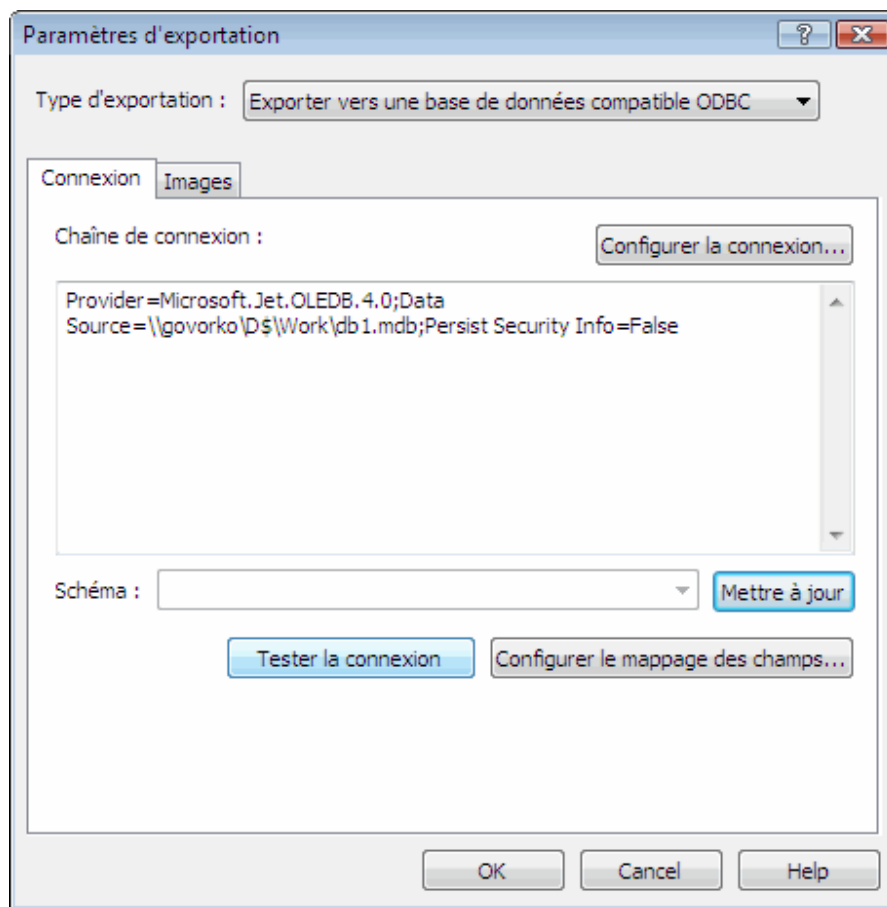 Paramètres d'exportation
Type d'exportation : Exporter vers une base de données compatible ODBC
Connexion Images
Chaîne de connexion : Configurer la connexion...
Provider=Microsoft.Jet.OLEDB.4.0;Data
Source=\\govorko\D$\Work\db1.mdb;Persist Security Info=False
Schéma : Mettre à jour
Tester la connexion Configurer le mappage des champs...
OK Cancel Help